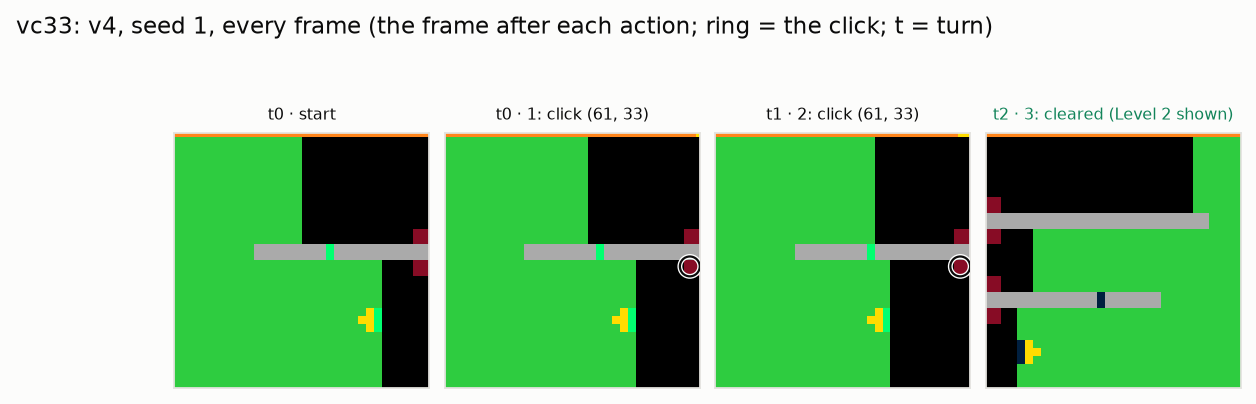 vc33: v4, seed 1, every frame (the frame after each action; ring = the click; t = turn)
t0 · start
t0 · 1: click (61, 33)
t1 · 2: click (61, 33)
t2 · 3: cleared (Level 2 shown)